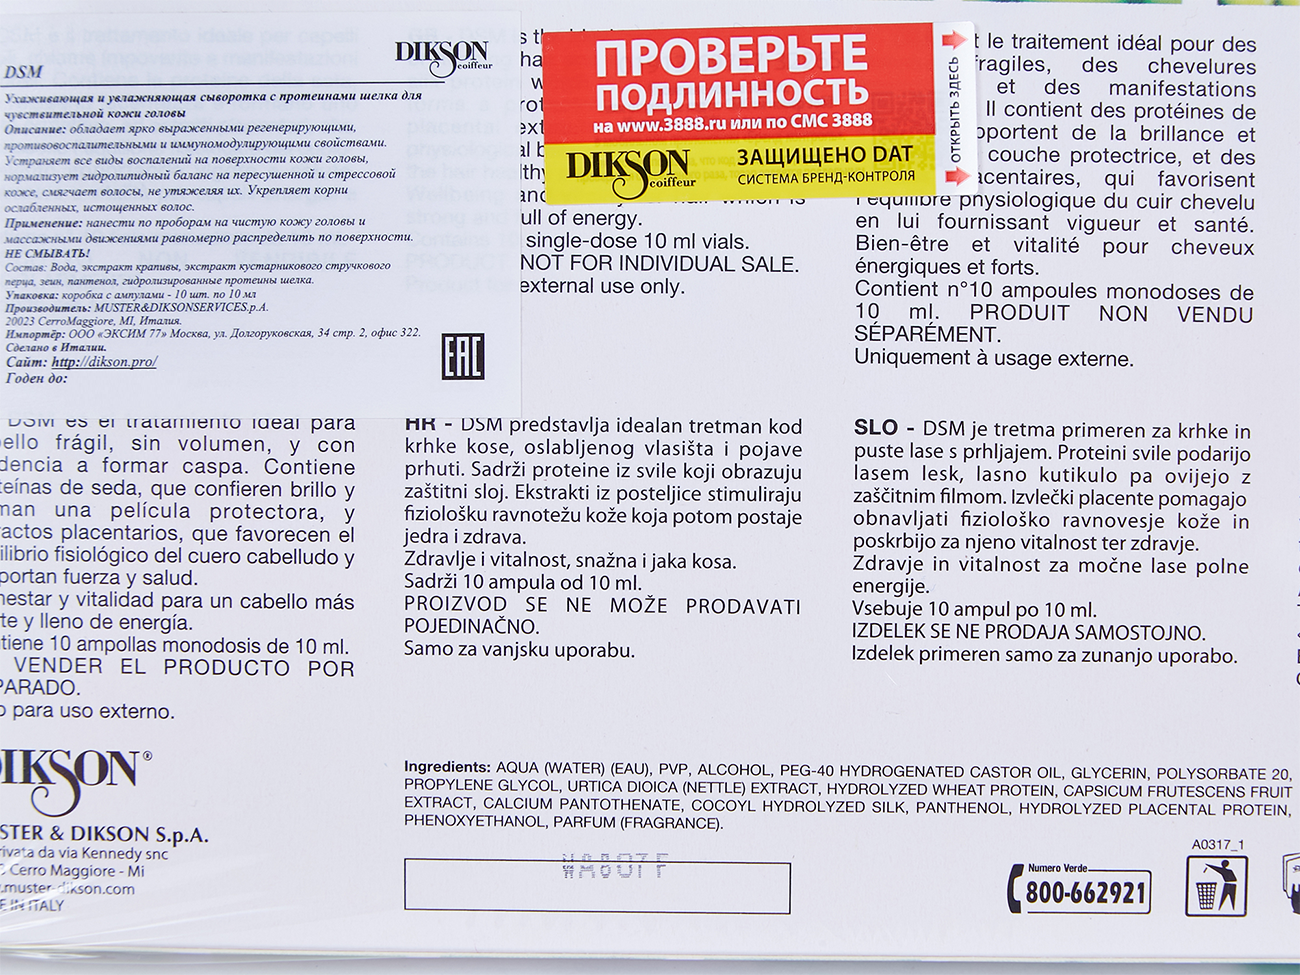 DIKSON
coiffeur
DSM
Ухаживающая и увлажняющая сыворотка с протеинами шелка для
чувствительной кожи головы
Описание: обладает ярко выраженными регенерирующими,
противовоспалительными и иммуномодулирующими свойствами.
Устраняет все виды воспалений на поверхности кожи головы,
нормализует гидролипидный баланс на пересушенной и стрессовой
коже, смягчает волосы, не утяжеляя их. Укрепляет корни
ослабленных, истощенных волос.
Применение: нанести по проборам на чистую кожу головы и
массажными движениями равномерно распределить по поверхности.
НЕ СМЫВАТЬ!
Состав: Вода, экстракт крапивы, экстракт кустарникового стручкового
перца, зеин, пантенол, гидролизированные протеины шелка.
Упаковка: коробка с ампулами - 10 шт. по 10 мл
Производитель: MUSTER&DIKSONSERVICES.p.A.
20023 CerroMaggiore, MI, Италия.
Импортёр: ООО «ЭКСИМ 77» Москва, ул. Долгоруковская, 34 стр. 2, офис 322.
Сделано в Италии.
Сайт: http://dikson.pro/
Годен до:
EAC
ПРОВЕРЬТЕ
ПОДЛИННОСТЬ
на www.3888.ru или по СМС 3888
DIKSON
coiffeur
ЗАЩИЩЕНО DAT
СИСТЕМА БРЕНД-КОНТРОЛЯ
ОТКРЫТЬ ЗДЕСЬ
full of energy.
single-dose 10 ml vials.
NOT FOR INDIVIDUAL SALE.
external use only.
le traitement idéal pour des
fragiles, des chevelures
et des manifestations
Il contient des protéines de
apportent de la brillance et
couche protectrice, et des
placentaires, qui favorisent
l'équilibre physiologique du cuir chevelu
en lui fournissant vigueur et santé.
Bien-être et vitalité pour cheveux
énergiques et forts.
Contient n°10 ampoules monodoses de
10 ml. PRODUIT NON VENDU
SÉPARÉMENT.
Uniquement à usage externe.
DSM es el tratamiento ideal para
ello frágil, sin volumen, y con
dencia a formar caspa. Contiene
teínas de seda, que confieren brillo y
man una película protectora, y
actos placentarios, que favorecen el
ilibrio fisiológico del cuero cabelludo y
portan fuerza y salud.
nestar y vitalidad para un cabello más
te y lleno de energía.
tiene 10 ampollas monodosis de 10 ml.
VENDER EL PRODUCTO POR
PARADO.
o para uso externo.
HR - DSM predstavlja idealan tretman kod
krhke kose, oslabljenog vlasišta i pojave
prhuti. Sadrži proteine iz svile koji obrazuju
zaštitni sloj. Ekstrakti iz posteljice stimuliraju
fiziološku ravnotežu kože koja potom postaje
jedra i zdrava.
Zdravlje i vitalnost, snažna i jaka kosa.
Sadrži 10 ampula od 10 ml.
PROIZVOD SE NE MOŽE PRODAVATI
POJEDINAČNO.
Samo za vanjsku uporabu.
SLO - DSM je tretma primeren za krhke in
puste lase s prhljajem. Proteini svile podarijo
lasem lesk, lasno kutikulo pa ovijejo z
zaščitnim filmom. Izvlečki placente pomagajo
obnavljati fiziološko ravnovesje kože in
poskrbijo za njeno vitalnost ter zdravje.
Zdravje in vitalnost za močne lase polne
energije.
Vsebuje 10 ampul po 10 ml.
IZDELEK SE NE PRODAJA SAMOSTOJNO.
Izdelek primeren samo za zunanjo uporabo.
DIKSON®
STER & DIKSON S.p.A.
rivata da via Kennedy snc
Cerro Maggiore - Mi
.muster-dikson.com
E IN ITALY
Ingredients: AQUA (WATER) (EAU), PVP, ALCOHOL, PEG-40 HYDROGENATED CASTOR OIL, GLYCERIN, POLYSORBATE 20,
PROPYLENE GLYCOL, URTICA DIOICA (NETTLE) EXTRACT, HYDROLYZED WHEAT PROTEIN, CAPSICUM FRUTESCENS FRUIT
EXTRACT, CALCIUM PANTOTHENATE, COCOYL HYDROLYZED SILK, PANTHENOL, HYDROLYZED PLACENTAL PROTEIN,
PHENOXYETHANOL, PARFUM (FRAGRANCE).
Numero Verde
800-662921
A0317_1